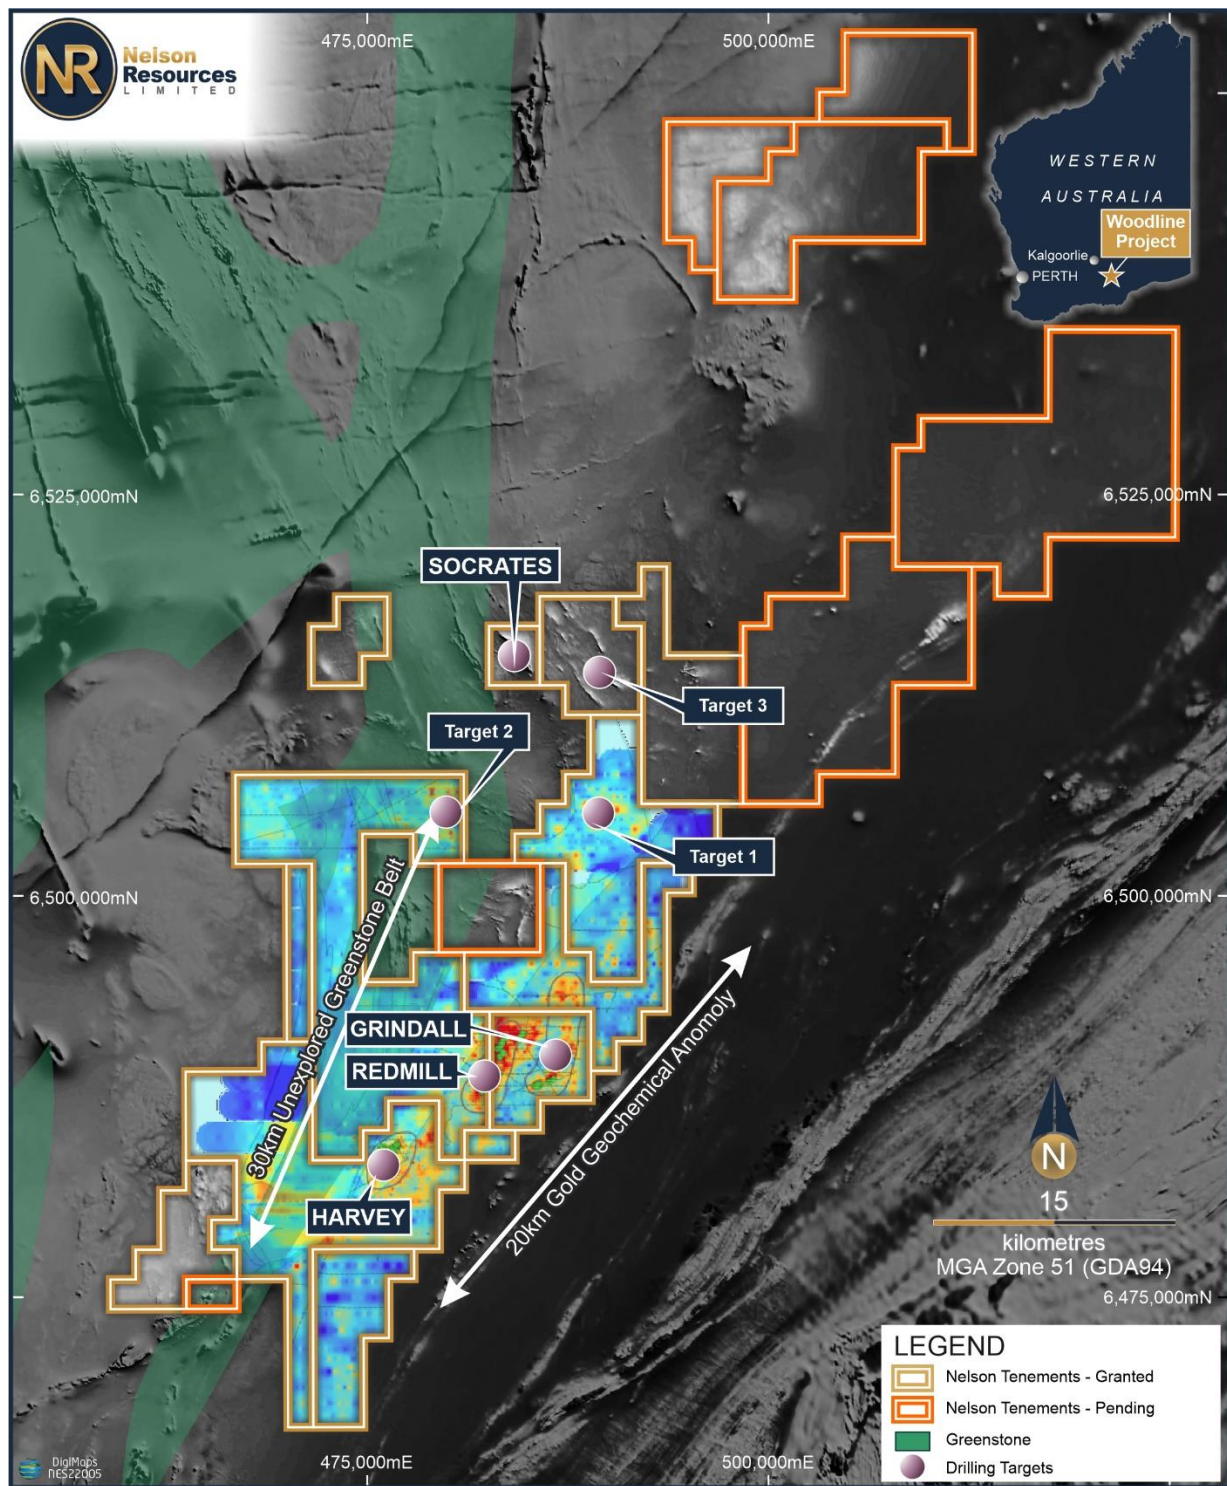 NR
Nelson
Resources
LIMITED
475,000mE
500,000mE
WESTERN
AUSTRALIA
Woodline
Project
Kalgoorlie
PERTH
6,525,000mN
6,525,000mN
SOCRATES
Target 3
Target 2
Target 1
6,500,000mN
6,500,000mN
30km Unexplored Greenstone Belt
GRINDALL
REDMILL
20km Gold Geochemical Anomoly
HARVEY
N
15
kilometres
MGA Zone 51 (GDA94)
6,475,000mN
LEGEND
Nelson Tenements - Granted
Nelson Tenements - Pending
Greenstone
Drilling Targets
475,000mE
500,000mE
DigiMaps
NES22005